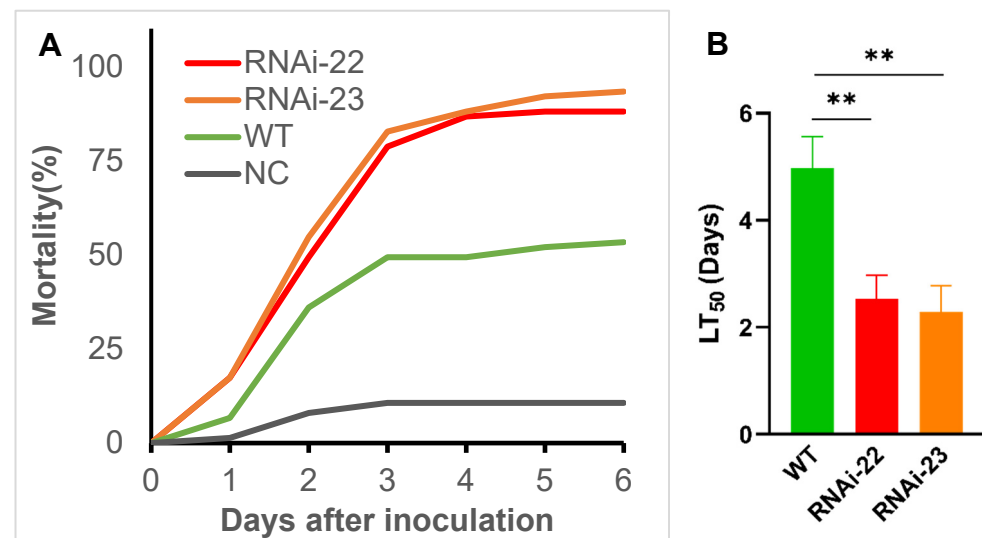 A
Mortality(%)
100
75
50
25
0
RNAi-22
RNAi-23
WT
NC
0 1 2 3 4 5 6
Days after inoculation
B
**
**
LT₅₀ (Days)
6
4
2
0
WT
RNAi-22
RNAi-23